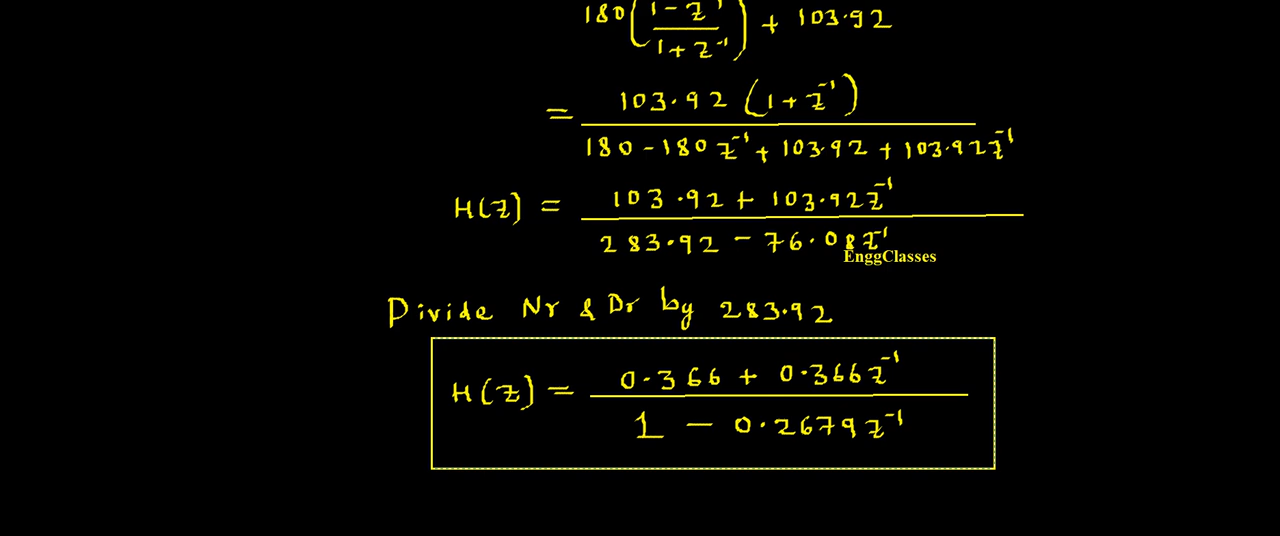 180(1-z⁻¹/1+z⁻¹) + 103.92
= 103.92 (1+z⁻¹)
180 - 180z⁻¹ + 103.92 + 103.92z⁻¹
H(z) = 103.92 + 103.92z⁻¹
283.92 - 76.08z⁻¹
EnggClasses
Divide Nr & Dr by 283.92
H(z) = 0.366 + 0.366z⁻¹
1 - 0.2679z⁻¹